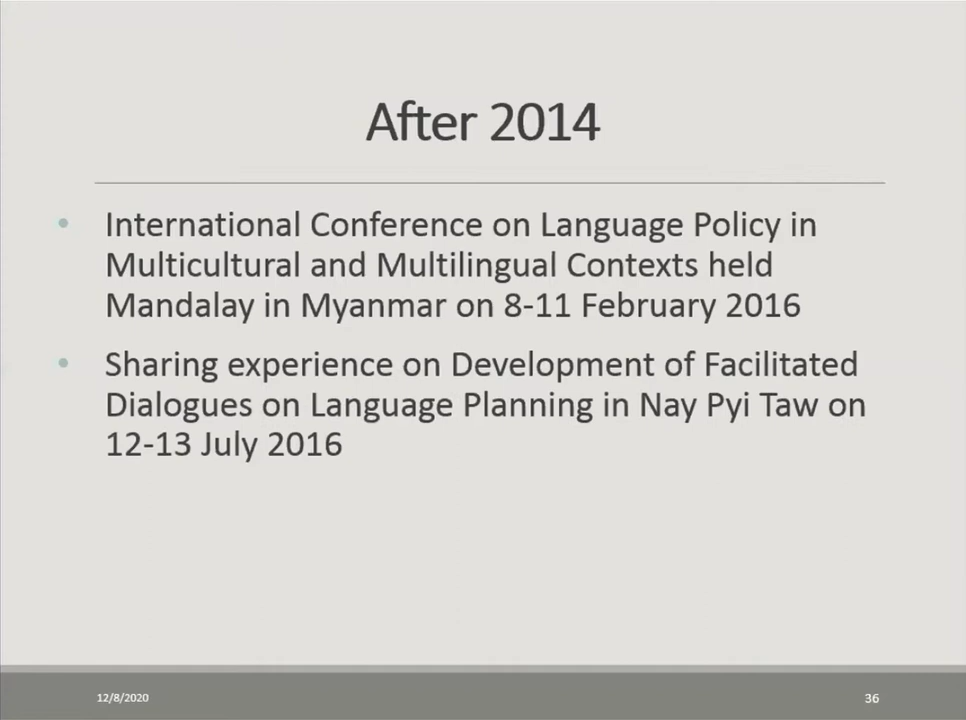 After 2014
• International Conference on Language Policy in
Multicultural and Multilingual Contexts held
Mandalay in Myanmar on 8-11 February 2016
• Sharing experience on Development of Facilitated
Dialogues on Language Planning in Nay Pyi Taw on
12-13 July 2016
12/8/2020
36